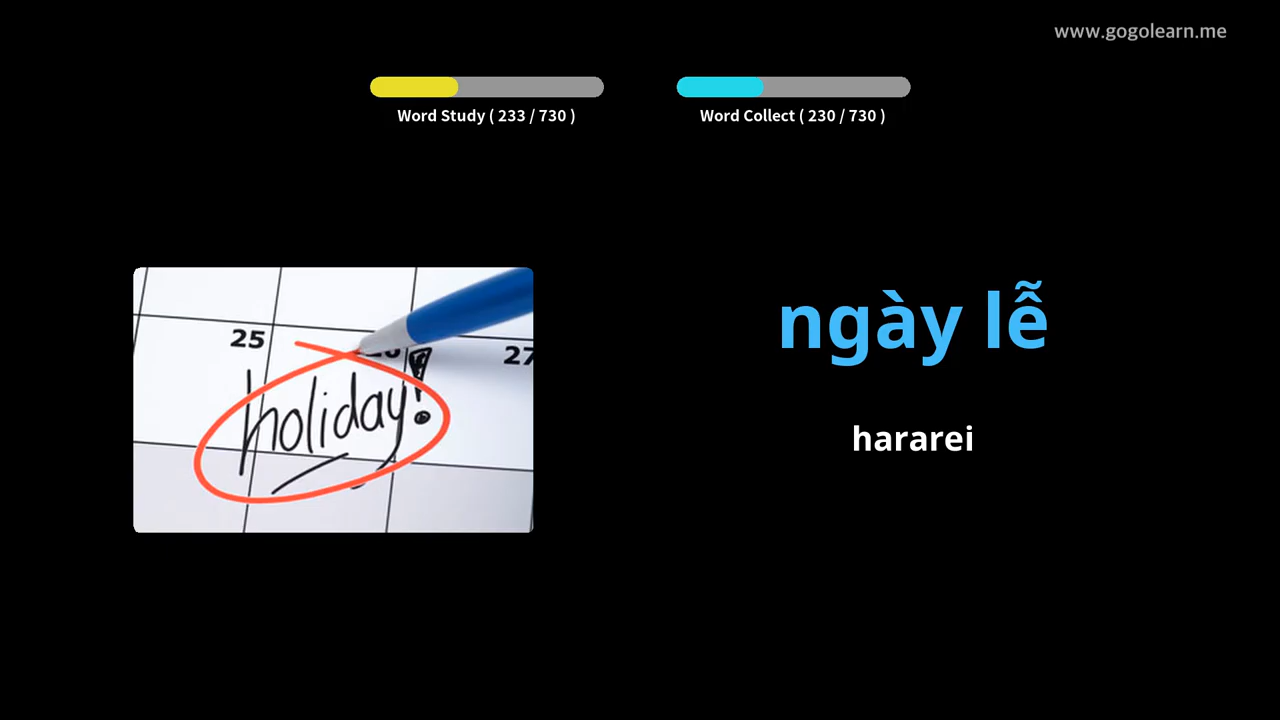 www.gogolearn.me
Word Study ( 233 / 730 )
Word Collect ( 230 / 730 )
25
27
holiday!
ngày lễ
hararei